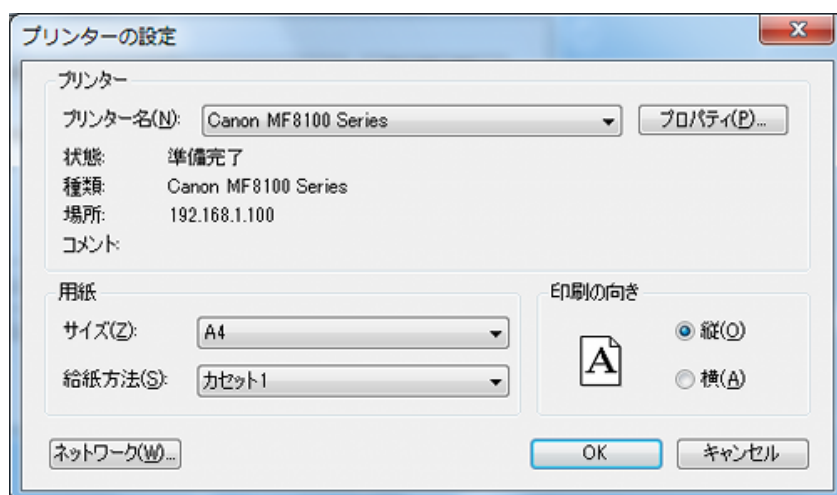 プリンターの設定
プリンター
プリンター名(N): Canon MF8100 Series プロパティ(P)...
状態: 準備完了
種類: Canon MF8100 Series
場所: 192.168.1.100
コメント:
用紙
サイズ(Z): A4
給紙方法(S): カセット1
印刷の向き
A
縦(O)
横(A)
ネットワーク(W)... OK キャンセル